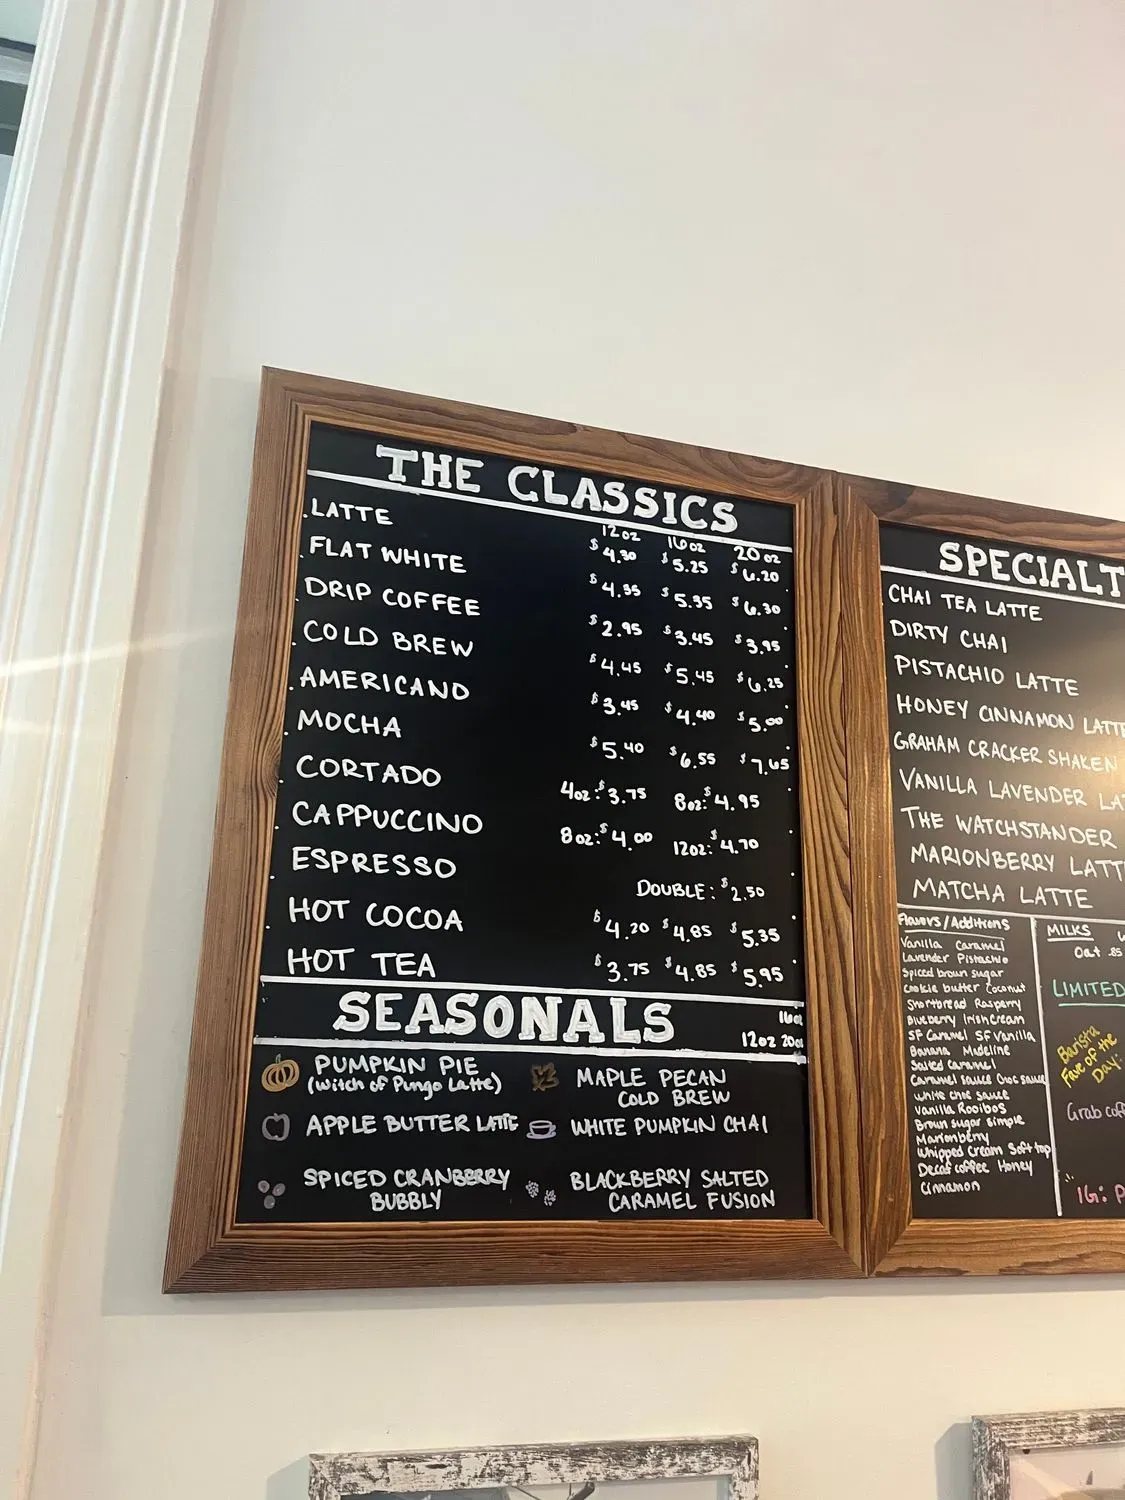 THE CLASSICS
12oz 16oz 20oz
LATTE $4.30 $5.25 $6.20
FLAT WHITE $4.35 $5.35 $6.30
DRIP COFFEE $2.95 $3.45 $3.95
COLD BREW $4.45 $5.45 $6.25
AMERICANO $3.45 $4.40 $5.00
MOCHA $5.40 $6.55 $7.65
CORTADO 4oz:$3.75 8oz:$4.95
CAPPUCCINO 8oz:$4.00 12oz:$4.70
ESPRESSO DOUBLE: $2.50
HOT COCOA $4.20 $4.85 $5.35
HOT TEA $3.75 $4.85 $5.95
SEASONALS
16oz
12oz 20oz
PUMPKIN PIE
(Witch of Pungo Latte)
MAPLE PECAN
COLD BREW
APPLE BUTTER LATTE
WHITE PUMPKIN CHAI
SPICED CRANBERRY
BUBBLY
BLACKBERRY SALTED
CARAMEL FUSION
SPECIALT
CHAI TEA LATTE
DIRTY CHAI
PISTACHIO LATTE
HONEY CINNAMON LATTE
GRAHAM CRACKER SHAKEN
VANILLA LAVENDER LA
THE WATCHSTANDER
MARIONBERRY LATT
MATCHA LATTE
Flavors/Additions
Vanilla Caramel
Lavender Pistachio
Spiced brown sugar
Cookie butter Coconut
Shortbread Rasperry
Blueberry Irish Cream
SF Caramel SF Vanilla
Banana Madeline
Salted Caramel
Caramel sauce Choc sauce
white choc sauce
Vanilla Rooibos
Brown sugar simple
Marionberry
Whipped Cream Soft top
Decaf coffee Honey
Cinnamon
MILKS
Oat .85
LIMITED
Barista
Fave of the
Day:
Grab cof
IG: P